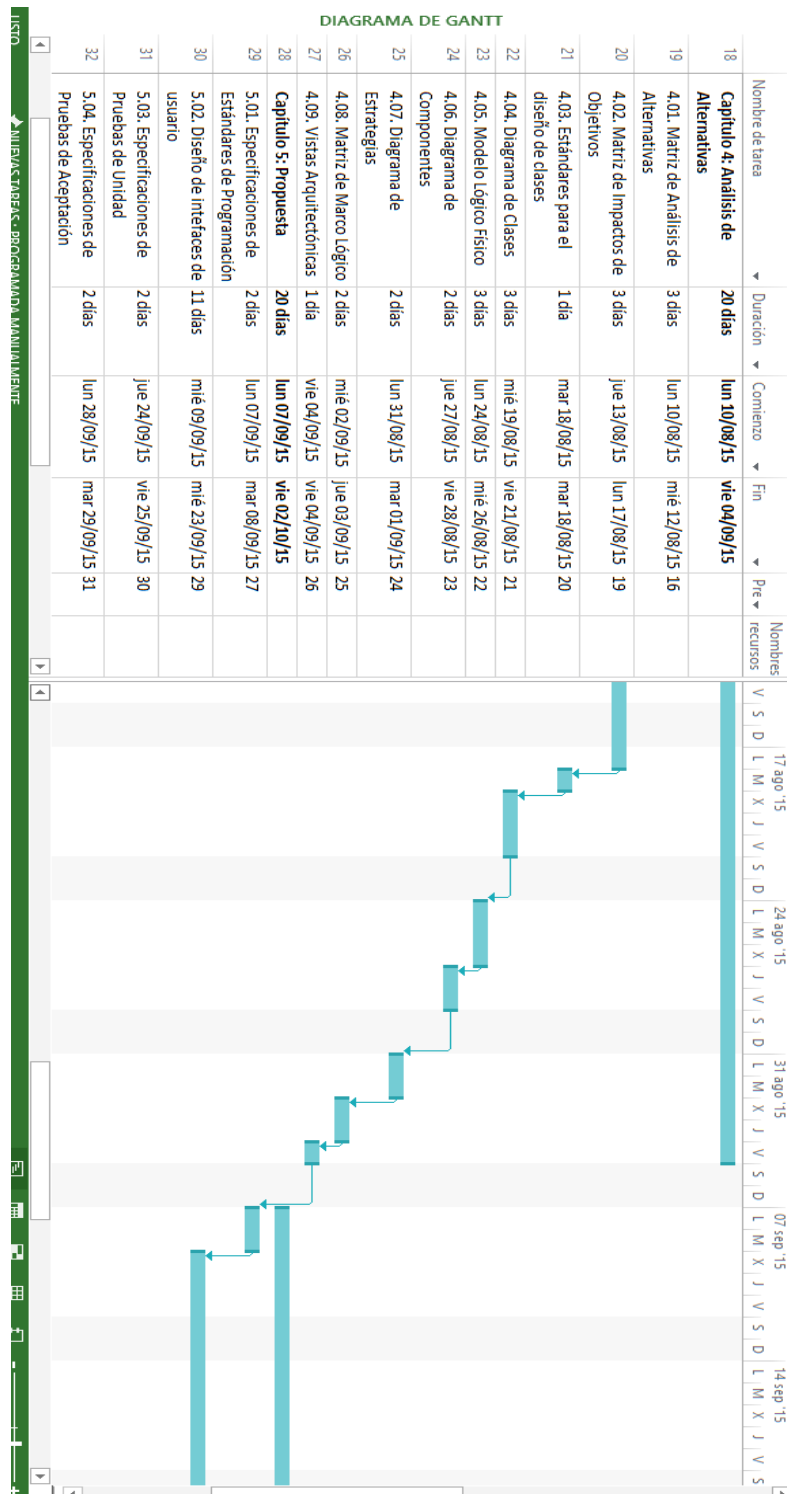 DIAGRAMA DE GANTT
Nombre de tarea
Duración
Comienzo
Fin
Pre
Nombres
recursos
18 Capítulo 4: Análisis de 20 días lun 10/08/15 vie 04/09/15
Alternativas
19 4.01. Matriz de Análisis de 3 días lun 10/08/15 mié 12/08/15 16
Alternativas
20 4.02. Matriz de Impactos de 3 días jue 13/08/15 lun 17/08/15 19
Objetivos
21 4.03. Estándares para el 1 día mar 18/08/15 mar 18/08/15 20
diseño de clases
22 4.04. Diagrama de Clases 3 días mié 19/08/15 vie 21/08/15 21
23 4.05. Modelo Lógico Físico 3 días lun 24/08/15 mié 26/08/15 22
24 4.06. Diagrama de 2 días jue 27/08/15 vie 28/08/15 23
Componentes
25 4.07. Diagrama de 2 días lun 31/08/15 mar 01/09/15 24
Estrategias
26 4.08. Matriz de Marco Lógico 2 días mié 02/09/15 jue 03/09/15 25
27 4.09. Vistas Arquitectónicas 1 día vie 04/09/15 vie 04/09/15 26
28 Capítulo 5: Propuesta 20 días lun 07/09/15 vie 02/10/15
29 5.01. Especificaciones de 2 días lun 07/09/15 mar 08/09/15 27
Estándares de Programación
30 5.02. Diseño de intefaces de 11 días mié 09/09/15 mié 23/09/15 29
usuario
31 5.03. Especificaciones de 2 días jue 24/09/15 vie 25/09/15 30
Pruebas de Unidad
32 5.04. Especificaciones de 2 días lun 28/09/15 mar 29/09/15 31
Pruebas de Aceptación
17 ago '15 24 ago '15 31 ago '15 07 sep '15 14 sep '15
V S D L M X J V S D L M X J V S D L M X J V S D L M X J V S D L M X J V S
LISTO NUEVAS TAREAS : PROGRAMADA MANUALMENTE